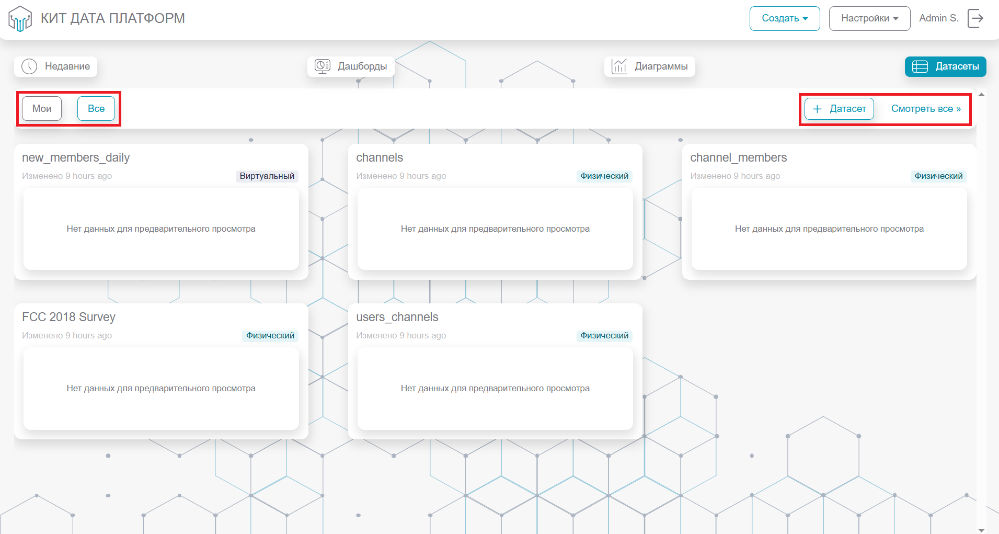 КИТ ДАТА ПЛАТФОРМ
Создать
Настройки
Admin S.
Недавние
Дашборды
Диаграммы
Датасеты
Мои
Все
+ Датасет
Смотреть все »
new_members_daily
Изменено 9 hours ago
Виртуальный
Нет данных для предварительного просмотра
channels
Изменено 9 hours ago
Физический
Нет данных для предварительного просмотра
channel_members
Изменено 9 hours ago
Физический
Нет данных для предварительного просмотра
FCC 2018 Survey
Изменено 9 hours ago
Физический
Нет данных для предварительного просмотра
users_channels
Изменено 9 hours ago
Физический
Нет данных для предварительного просмотра